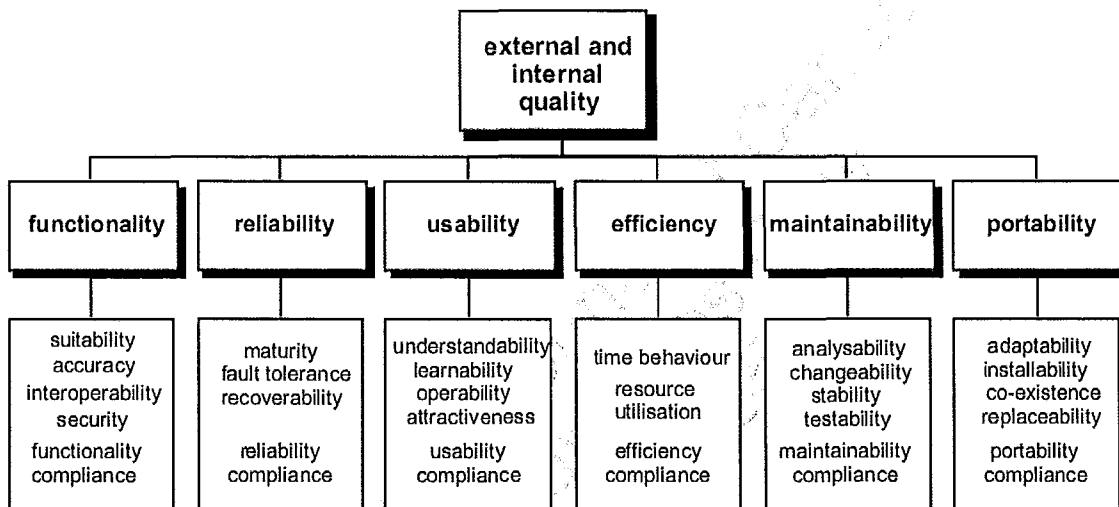 external and
internal
quality
functionality
reliability
usability
efficiency
maintainability
portability
suitability
accuracy
interoperability
security
functionality
compliance
maturity
fault tolerance
recoverability
reliability
compliance
understandability
learnability
operability
attractiveness
usability
compliance
time behaviour
resource
utilisation
efficiency
compliance
analysability
changeability
stability
testability
maintainability
compliance
adaptability
installability
co-existence
replaceability
portability
compliance